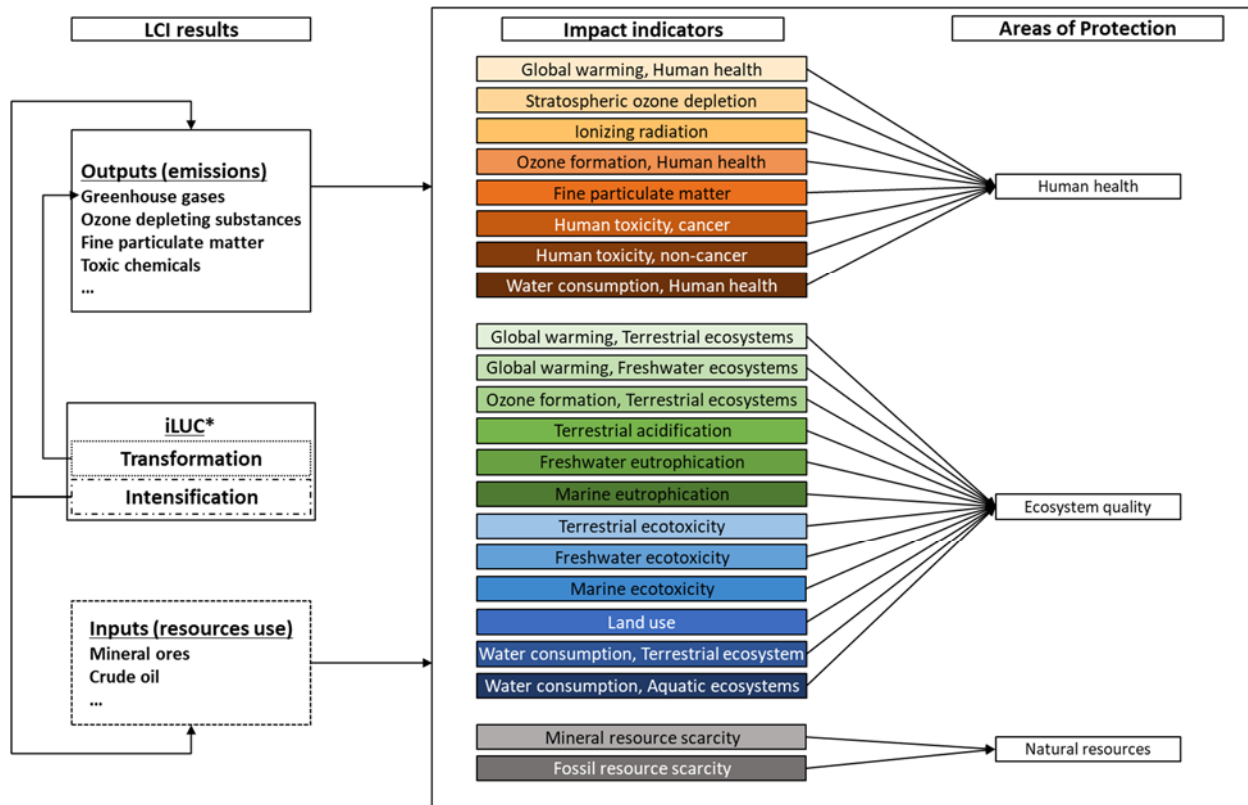 LCI results
Outputs (emissions)
Greenhouse gases
Ozone depleting substances
Fine particulate matter
Toxic chemicals
...
iLUC*
Transformation
Intensification
Inputs (resources use)
Mineral ores
Crude oil
...
Impact indicators
Global warming, Human health
Stratospheric ozone depletion
Ionizing radiation
Ozone formation, Human health
Fine particulate matter
Human toxicity, cancer
Human toxicity, non-cancer
Water consumption, Human health
Global warming, Terrestrial ecosystems
Global warming, Freshwater ecosystems
Ozone formation, Terrestrial ecosystems
Terrestrial acidification
Freshwater eutrophication
Marine eutrophication
Terrestrial ecotoxicity
Freshwater ecotoxicity
Marine ecotoxicity
Land use
Water consumption, Terrestrial ecosystem
Water consumption, Aquatic ecosystems
Mineral resource scarcity
Fossil resource scarcity
Areas of Protection
Human health
Ecosystem quality
Natural resources